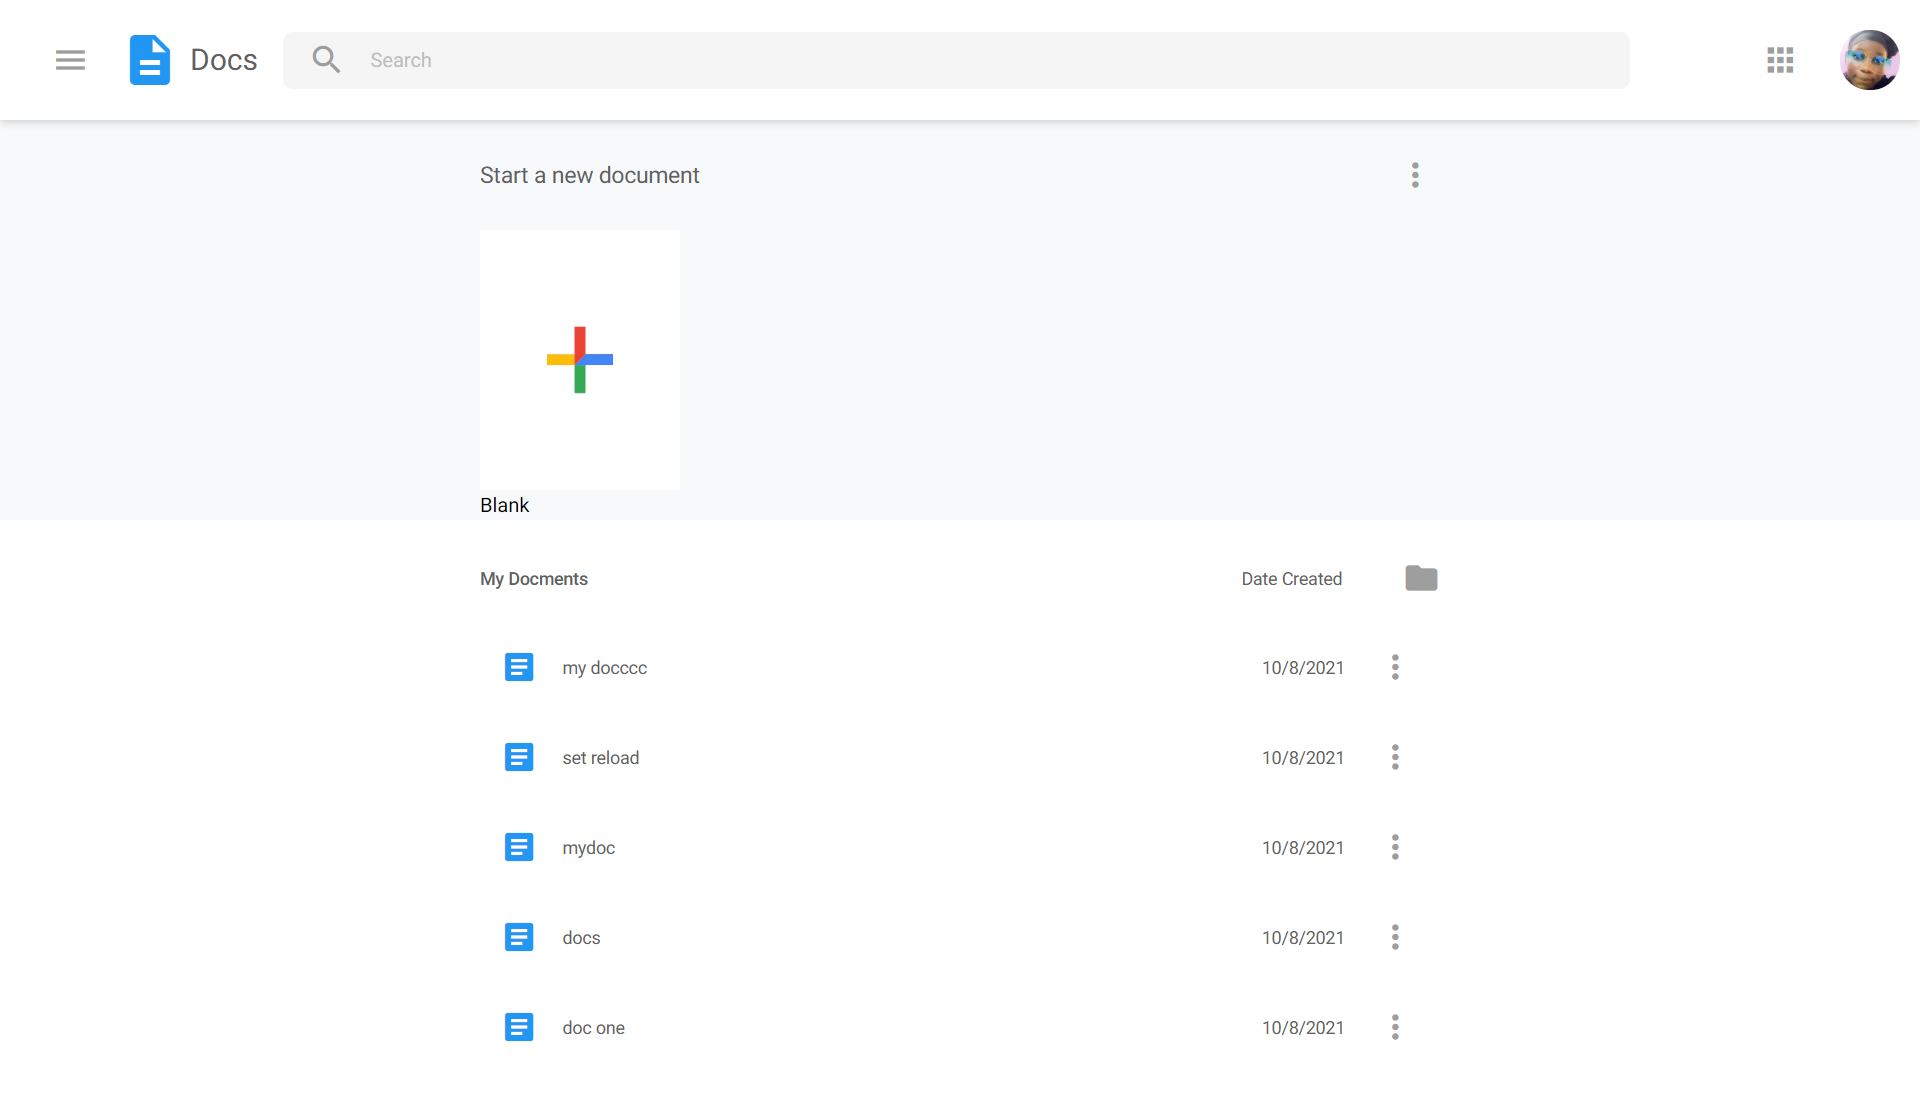 Docs
Search
Start a new document
Blank
My Docments
Date Created
my docccc
10/8/2021
set reload
10/8/2021
mydoc
10/8/2021
docs
10/8/2021
doc one
10/8/2021